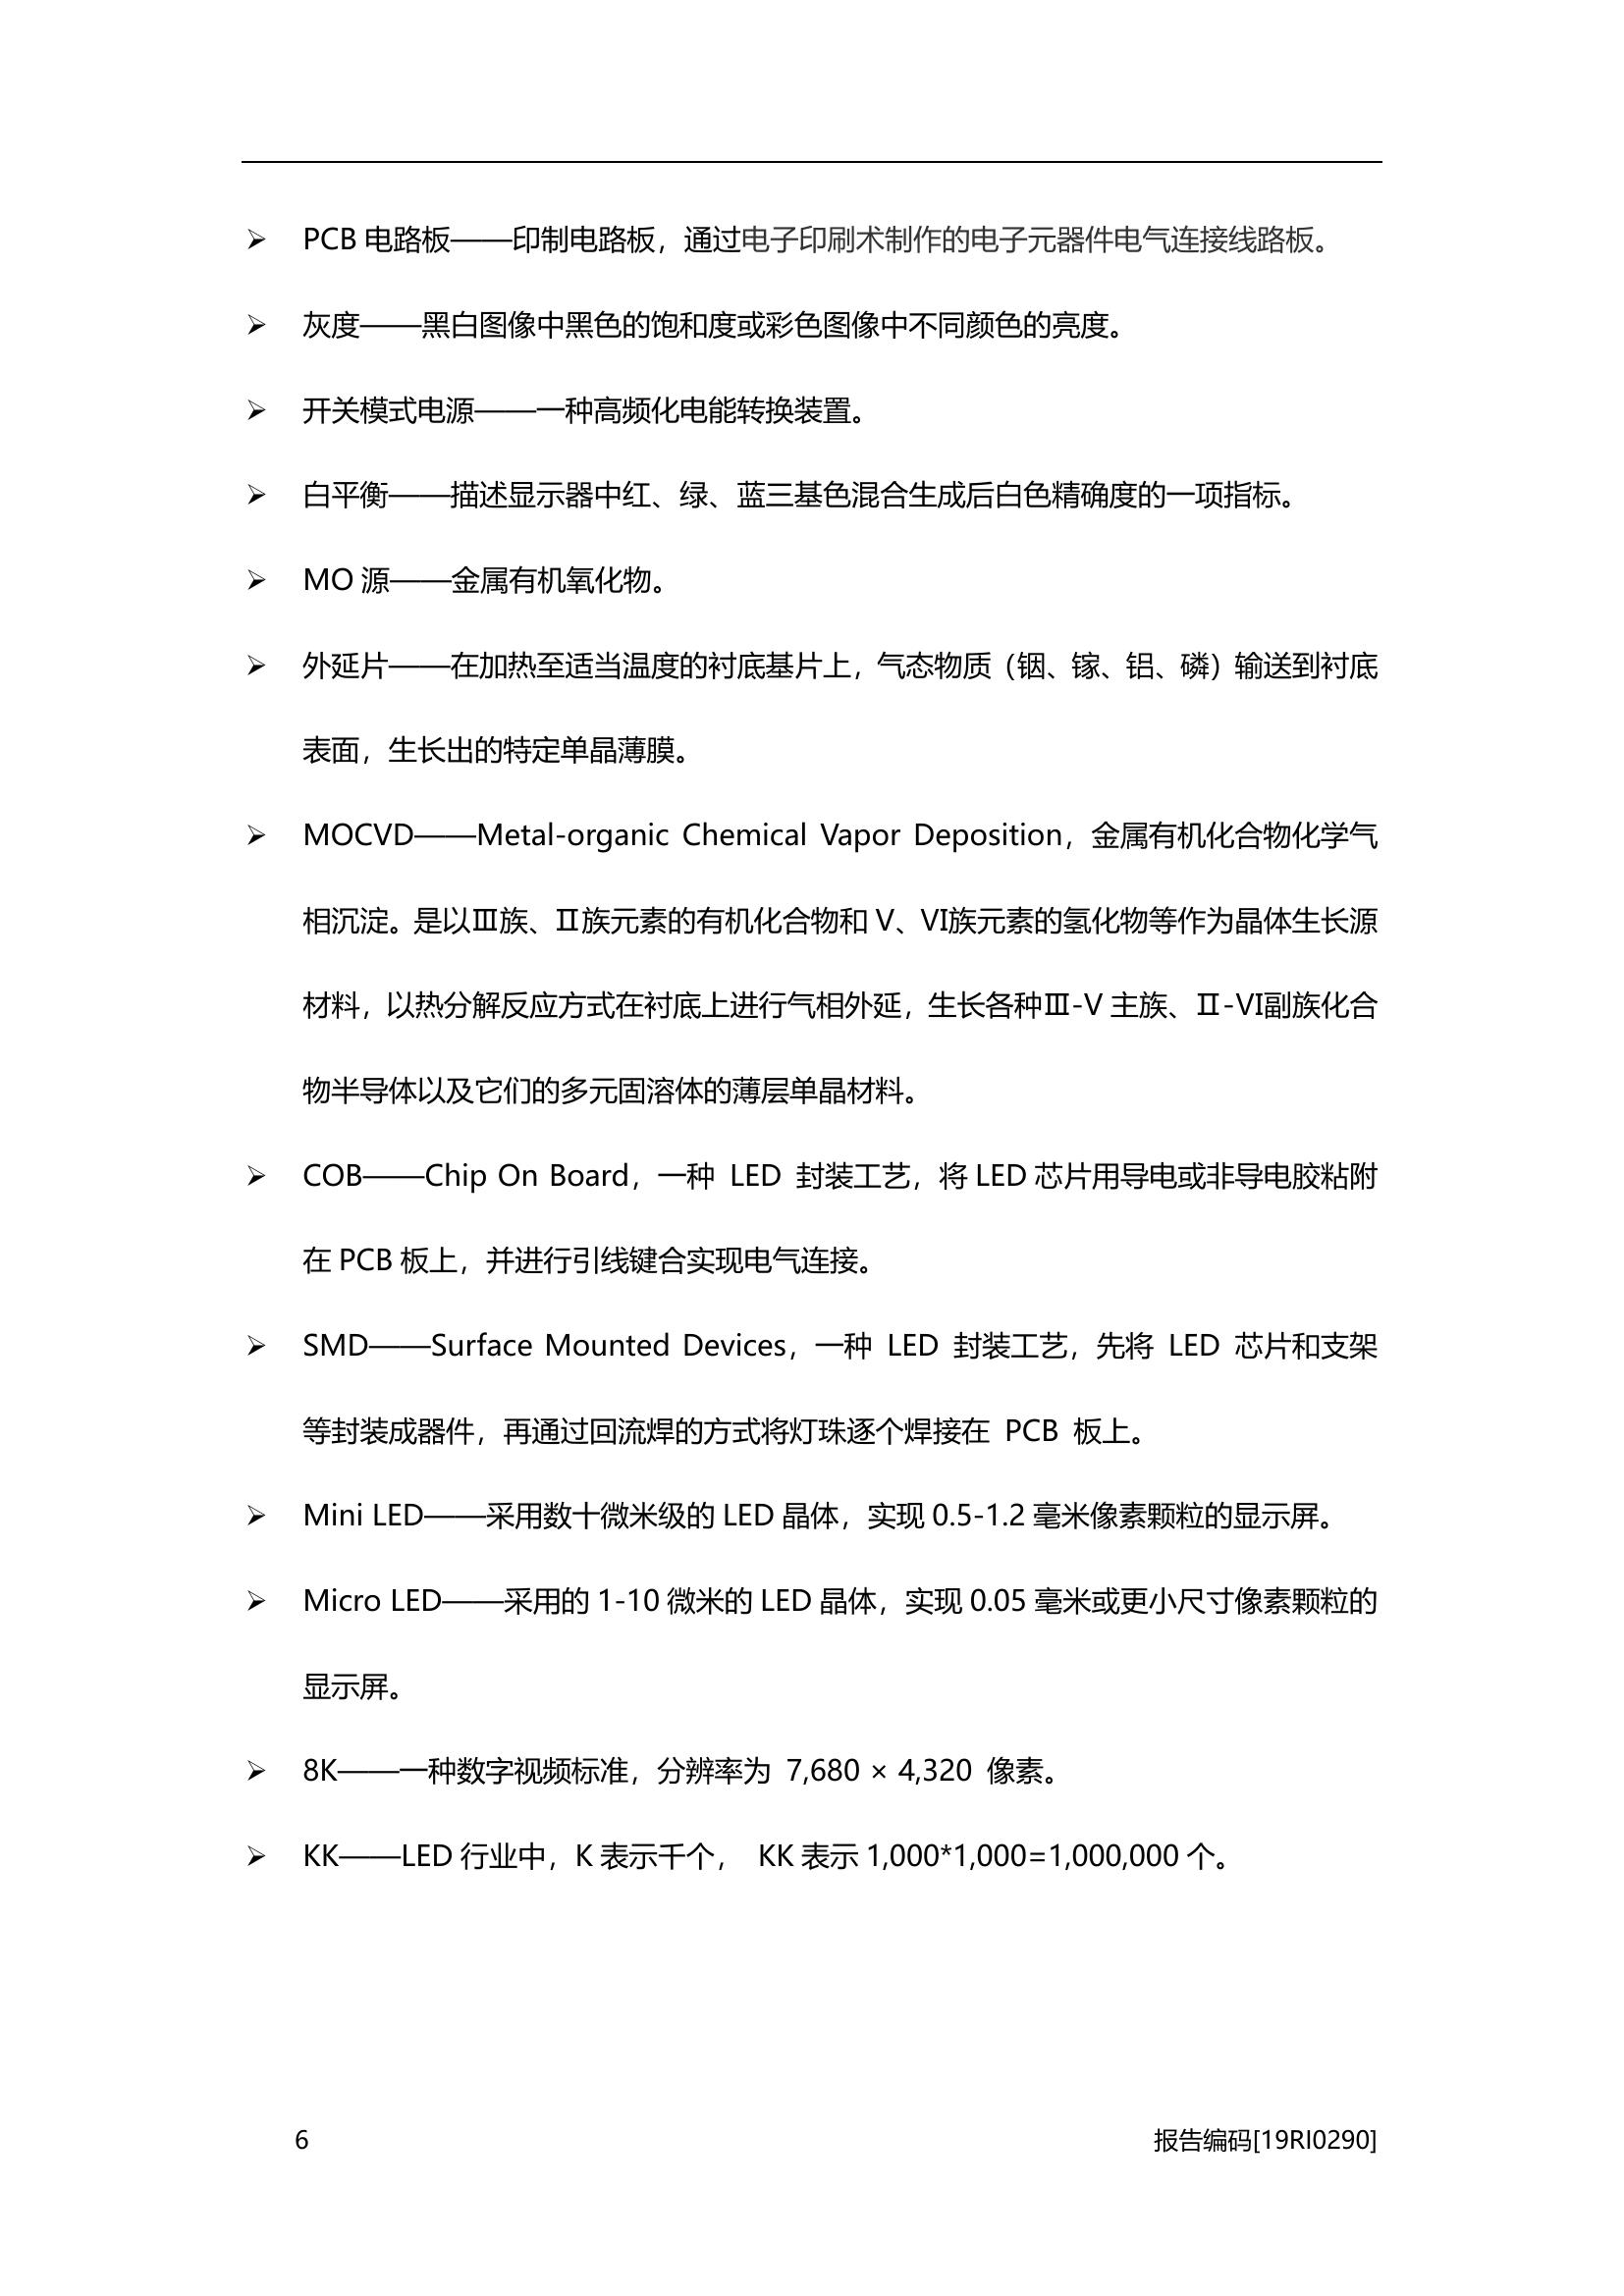 ➢ PCB 电路板——印制电路板，通过电子印刷术制作的电子元器件电气连接线路板。
➢ 灰度——黑白图像中黑色的饱和度或彩色图像中不同颜色的亮度。
➢ 开关模式电源——一种高频化电能转换装置。
➢ 白平衡——描述显示器中红、绿、蓝三基色混合生成后白色精确度的一项指标。
➢ MO 源——金属有机氧化物。
➢ 外延片——在加热至适当温度的衬底基片上，气态物质（铟、镓、铝、磷）输送到衬底
表面，生长出的特定单晶薄膜。
➢ MOCVD——Metal-organic Chemical Vapor Deposition，金属有机化合物化学气
相沉淀。是以Ⅲ族、Ⅱ族元素的有机化合物和 V、Ⅵ族元素的氢化物等作为晶体生长源
材料，以热分解反应方式在衬底上进行气相外延，生长各种Ⅲ-V 主族、Ⅱ-Ⅵ副族化合
物半导体以及它们的多元固溶体的薄层单晶材料。
➢ COB——Chip On Board，一种 LED 封装工艺，将 LED 芯片用导电或非导电胶粘附
在 PCB 板上，并进行引线键合实现电气连接。
➢ SMD——Surface Mounted Devices，一种 LED 封装工艺，先将 LED 芯片和支架
等封装成器件，再通过回流焊的方式将灯珠逐个焊接在 PCB 板上。
➢ Mini LED——采用数十微米级的 LED 晶体，实现 0.5-1.2 毫米像素颗粒的显示屏。
➢ Micro LED——采用的 1-10 微米的 LED 晶体，实现 0.05 毫米或更小尺寸像素颗粒的
显示屏。
➢ 8K——一种数字视频标准，分辨率为 7,680 × 4,320 像素。
➢ KK——LED 行业中，K 表示千个， KK 表示 1,000*1,000=1,000,000 个。
6 报告编码[19RI0290]